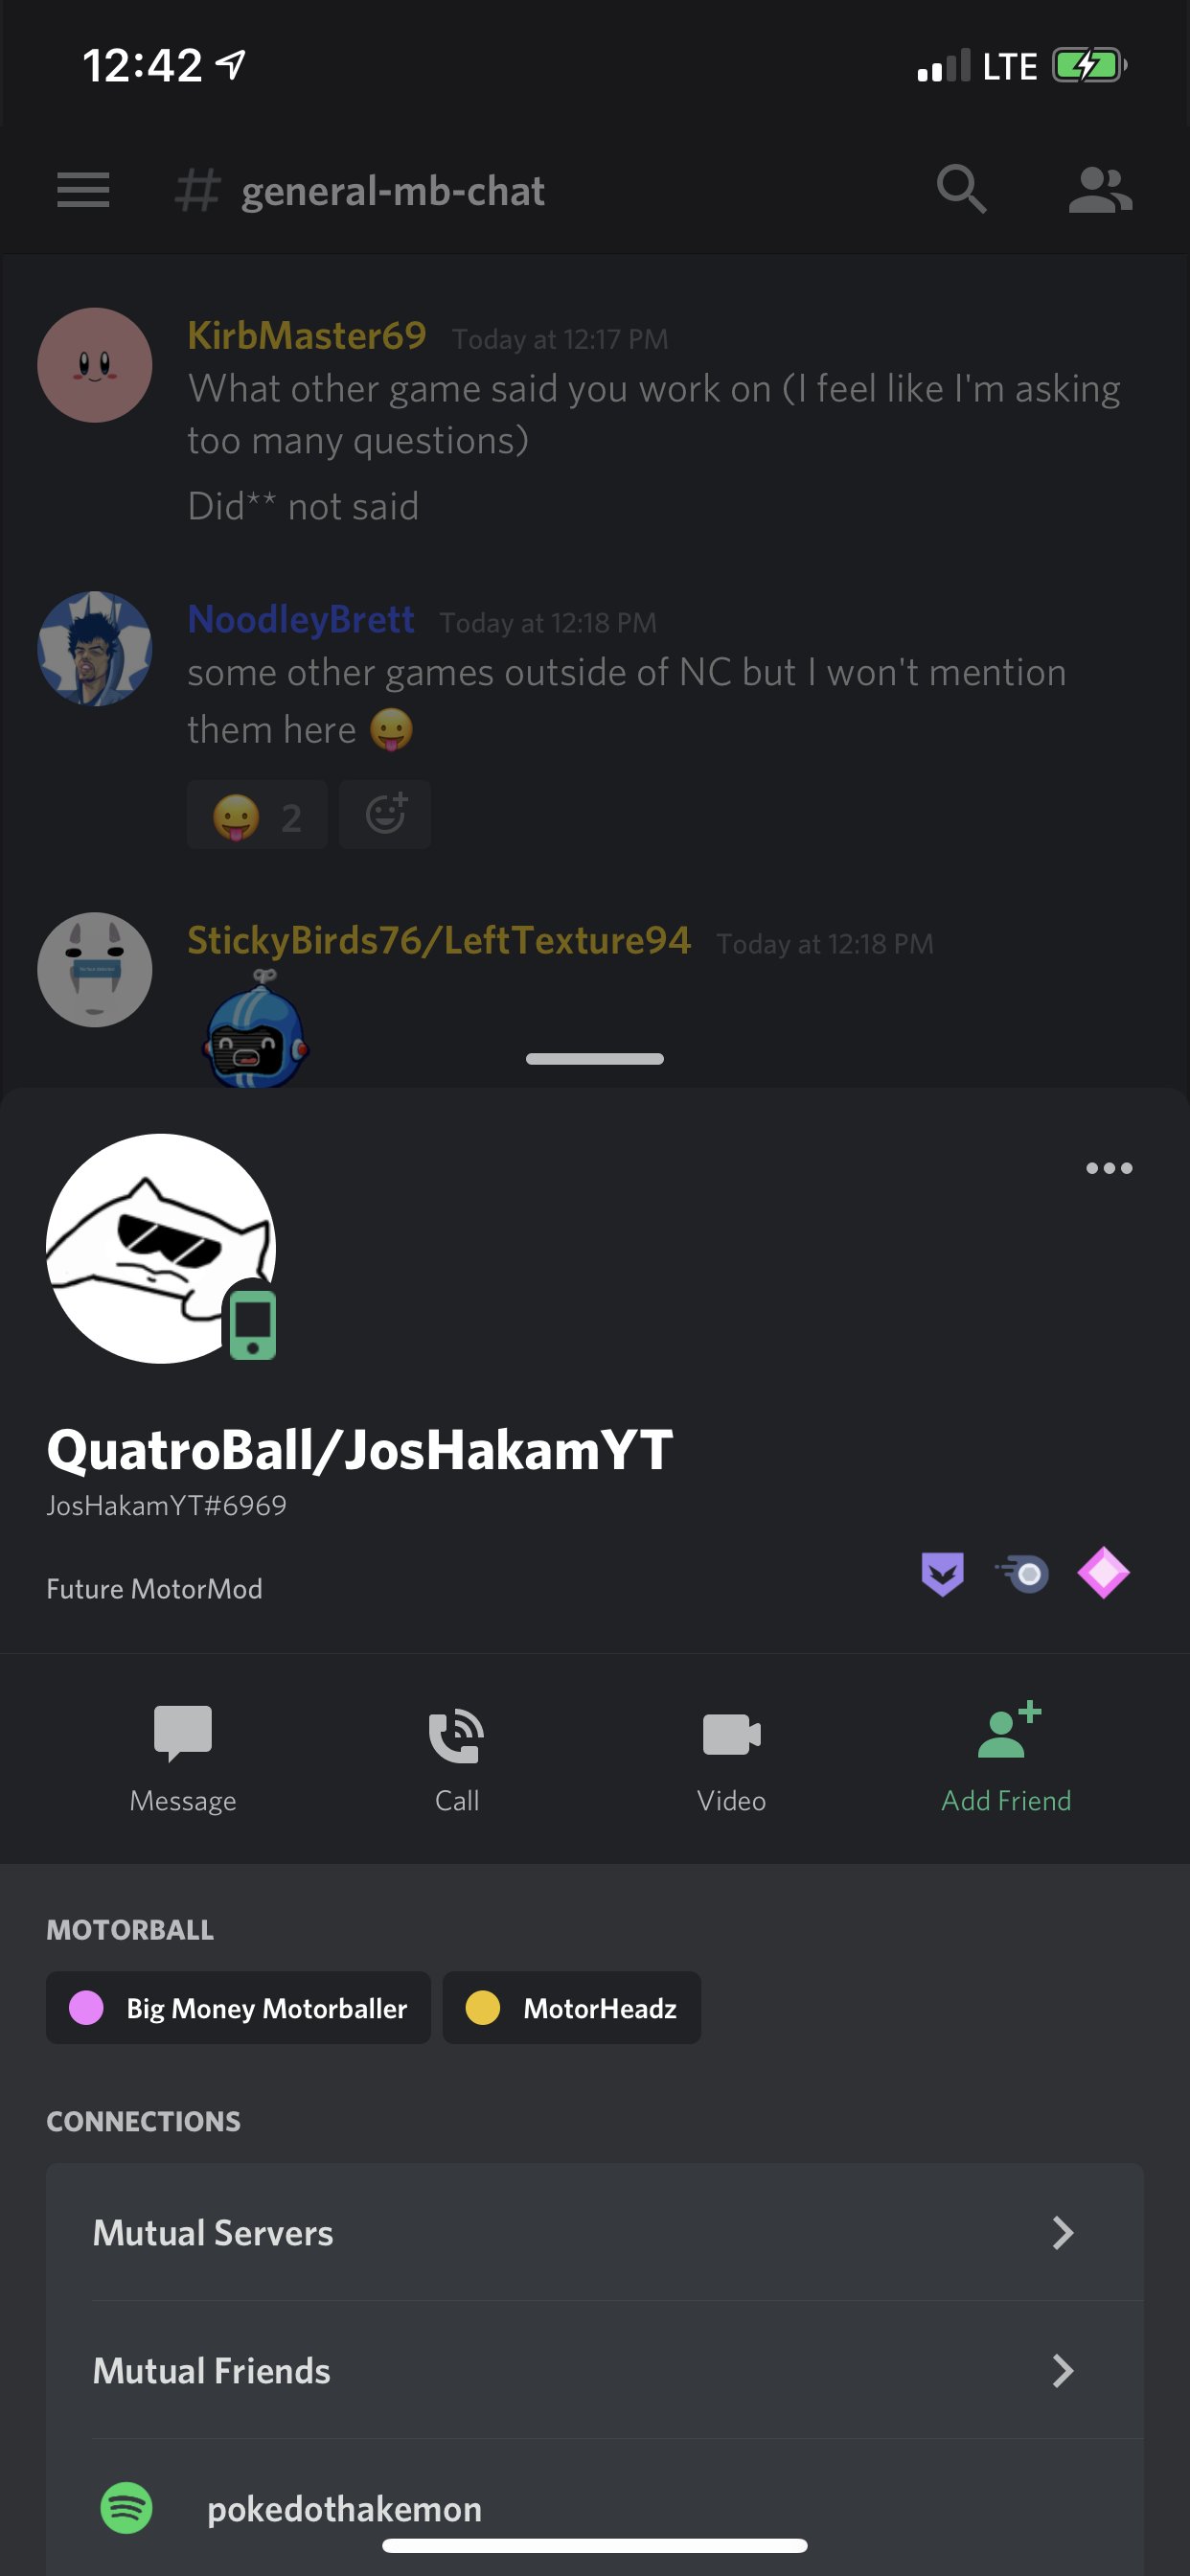 12:42 LTE
# general-mb-chat
KirbMaster69 Today at 12:17 PM
What other game said you work on (I feel like I'm asking
too many questions)
Did** not said
NoodleyBrett Today at 12:18 PM
some other games outside of NC but I won't mention
them here 😛
😛 2
StickyBirds76/LeftTexture94 Today at 12:18 PM
QuatroBall/JosHakamYT
JosHakamYT#6969
Future MotorMod
Message Call Video Add Friend
MOTORBALL
Big Money Motorballer MotorHeadz
CONNECTIONS
Mutual Servers
Mutual Friends
pokedothakemon